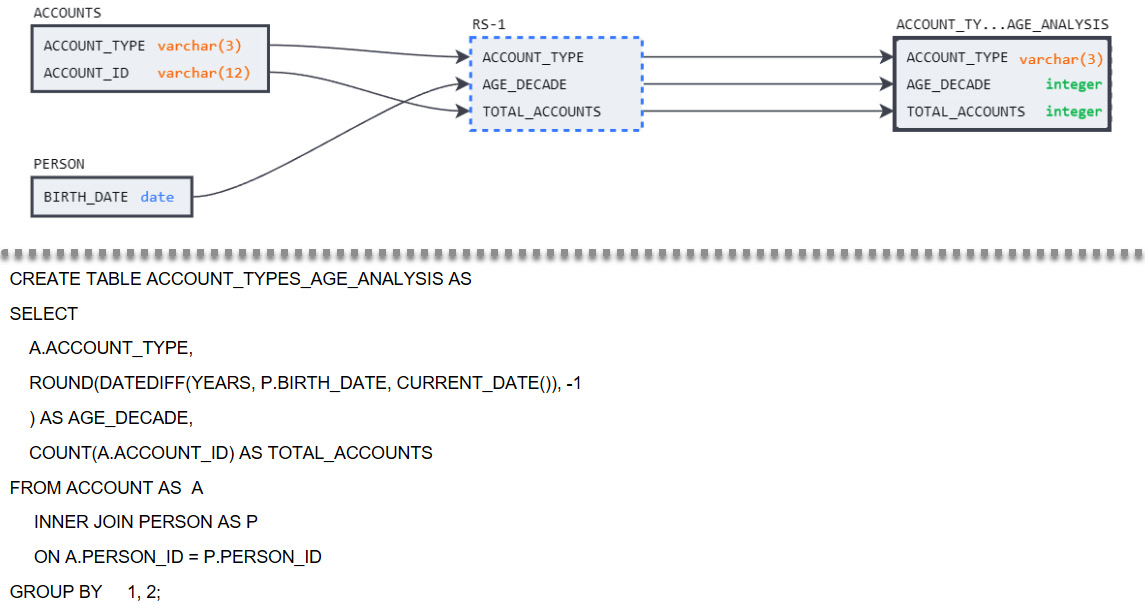 ACCOUNTS
ACCOUNT_TYPE varchar(3)
ACCOUNT_ID varchar(12)
PERSON
BIRTH_DATE date
RS-1
ACCOUNT_TYPE
AGE_DECADE
TOTAL_ACCOUNTS
ACCOUNT_TY...AGE_ANALYSIS
ACCOUNT_TYPE varchar(3)
AGE_DECADE integer
TOTAL_ACCOUNTS integer
CREATE TABLE ACCOUNT_TYPES_AGE_ANALYSIS AS
SELECT
A.ACCOUNT_TYPE,
ROUND(DATEDIFF(YEARS, P.BIRTH_DATE, CURRENT_DATE()), -1
) AS AGE_DECADE,
COUNT(A.ACCOUNT_ID) AS TOTAL_ACCOUNTS
FROM ACCOUNT AS A
INNER JOIN PERSON AS P
ON A.PERSON_ID = P.PERSON_ID
GROUP BY 1, 2;